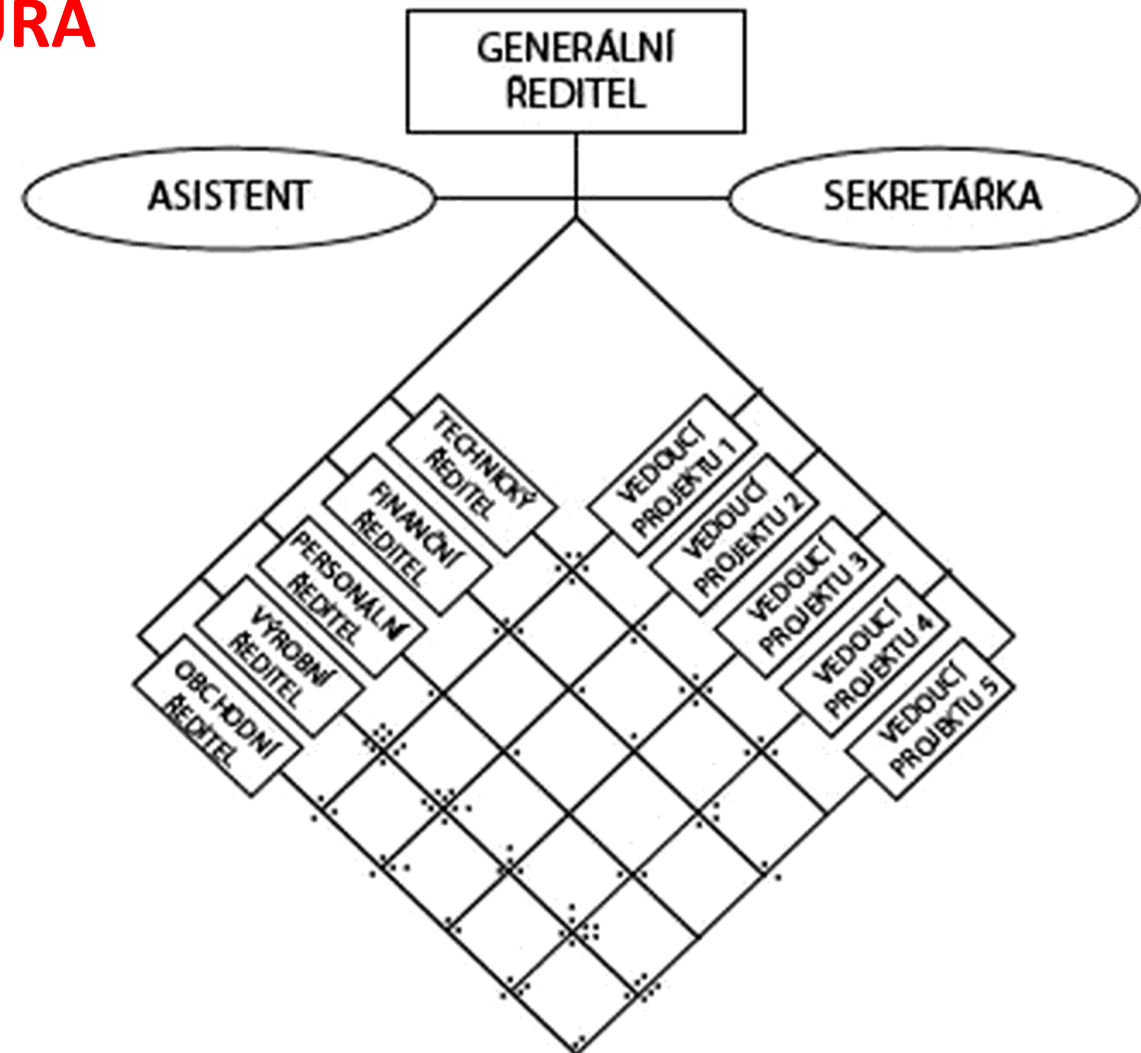 URA
GENERÁLNÍ
ŘEDITEL
ASISTENT
SEKRETÁŘKA
TECHNICKÝ
ŘEDITEL
FINANČNÍ
ŘEDITEL
PERSONÁLNÍ
ŘEDITEL
VÝROBNÍ
ŘEDITEL
OBCHODNÍ
ŘEDITEL
VEDOUCÍ
PROJEKTU 1
VEDOUCÍ
PROJEKTU 2
VEDOUCÍ
PROJEKTU 3
VEDOUCÍ
PROJEKTU 4
VEDOUCÍ
PROJEKTU 5